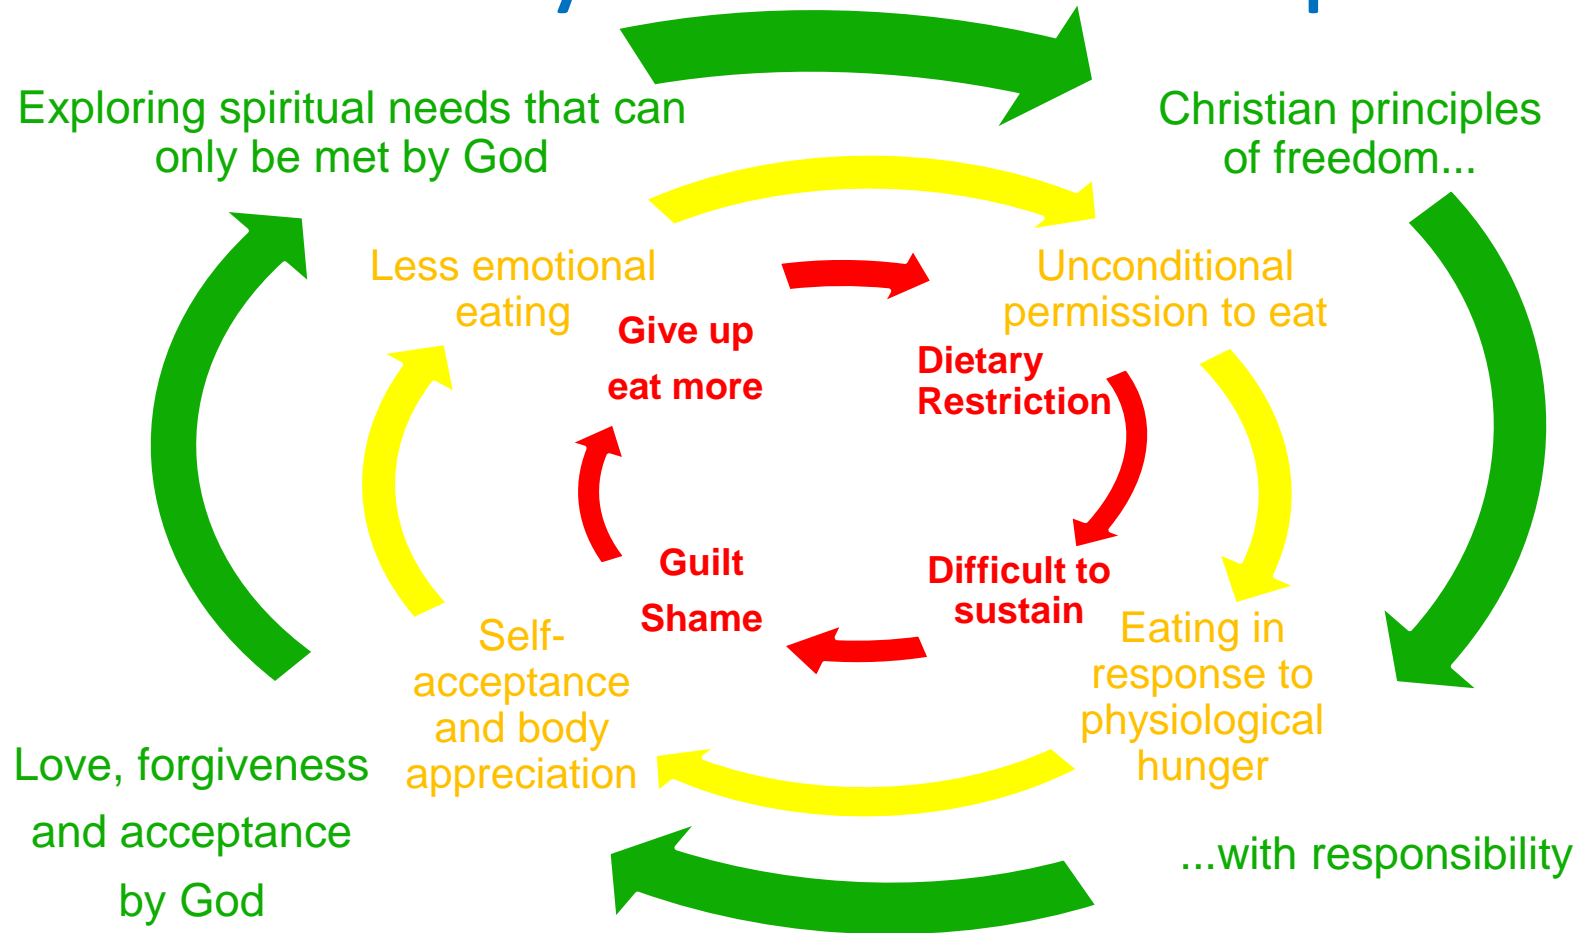 Exploring spiritual needs that can
only be met by God
Christian principles
of freedom...
Less emotional
eating
Unconditional
permission to eat
Give up
eat more
Dietary
Restriction
Guilt
Shame
Difficult to
sustain
Self-
acceptance
and body
appreciation
Eating in
response to
physiological
hunger
Love, forgiveness
and acceptance
by God
...with responsibility